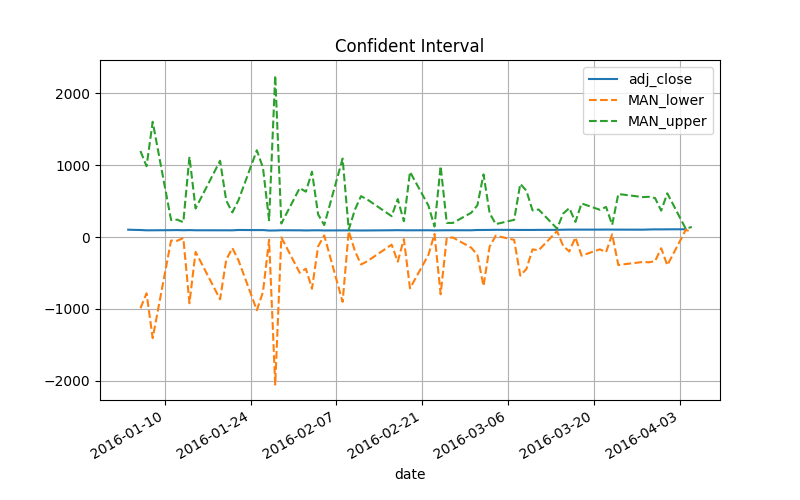 Confident Interval
adj_close
MAN_lower
MAN_upper
2000
1000
0
−1000
−2000
2016-01-10
2016-01-24
2016-02-07
2016-02-21
2016-03-06
2016-03-20
2016-04-03
date